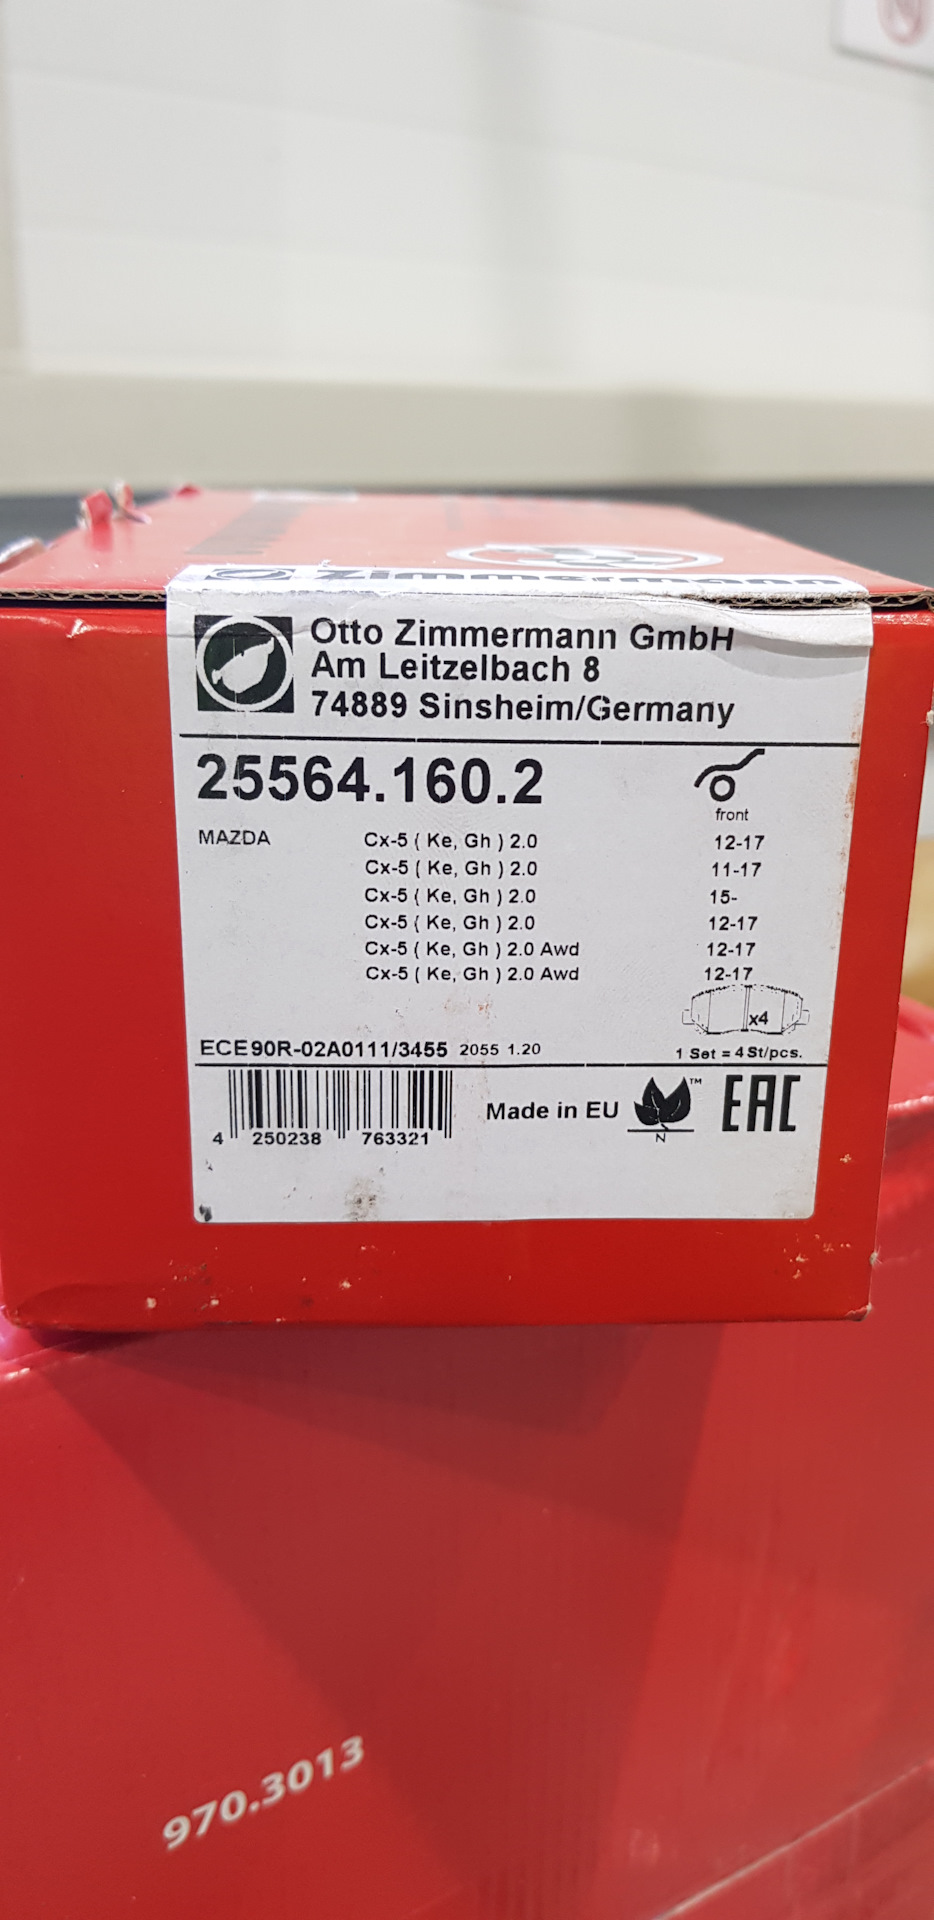 Zimmermann
Otto Zimmermann GmbH
Am Leitzelbach 8
74889 Sinsheim/Germany
25564.160.2
front
MAZDA Cx-5 ( Ke, Gh ) 2.0 12-17
Cx-5 ( Ke, Gh ) 2.0 11-17
Cx-5 ( Ke, Gh ) 2.0 15-
Cx-5 ( Ke, Gh ) 2.0 12-17
Cx-5 ( Ke, Gh ) 2.0 Awd 12-17
Cx-5 ( Ke, Gh ) 2.0 Awd 12-17
x4
ECE90R-02A0111/3455 2055 1.20 1 Set = 4 St/pcs.
Made in EU ™ EAC
N
4 250238 763321
970.3013